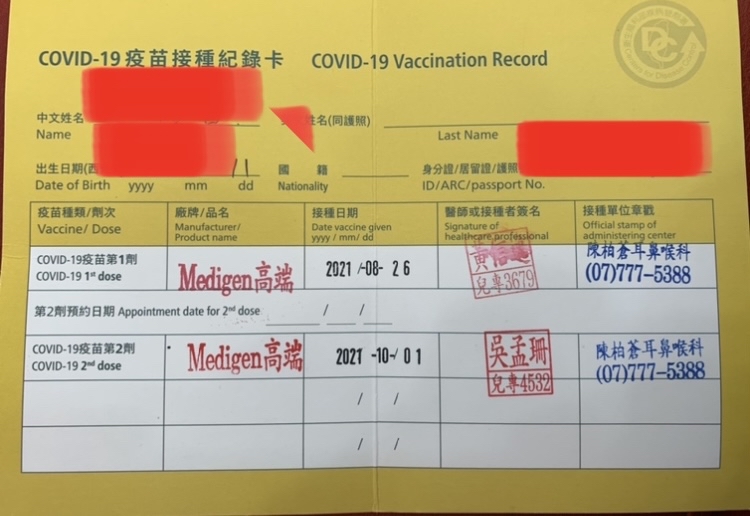 COVID-19 疫苗接種紀錄卡 COVID-19 Vaccination Record
中文姓名 姓名(同護照)
Name Last Name
出生日期(西 國 籍 身分證/居留證/護照
Date of Birth yyyy mm dd Nationality ID/ARC/passport No.
疫苗種類/劑次 廠牌/品名 接種日期 醫師或接種者簽名 接種單位章戳
Vaccine/ Dose Manufacturer/ Date vaccine given Signature of Official stamp of
Product name yyyy / mm/ dd healthcare professional administering center
COVID-19疫苗第1劑 Medigen高端 2021 /-08- 26 黃 陳柏蒼耳鼻喉科
COVID-19 1st dose 兒專3679 (07)777-5388
第2劑預約日期 Appointment date for 2nd dose / /
COVID-19疫苗第2劑 Medigen高端 2021 -10-/ 01 吳孟珊 陳柏蒼耳鼻喉科
COVID-19 2nd dose 兒專4532 (07)777-5388
/ /
/ /